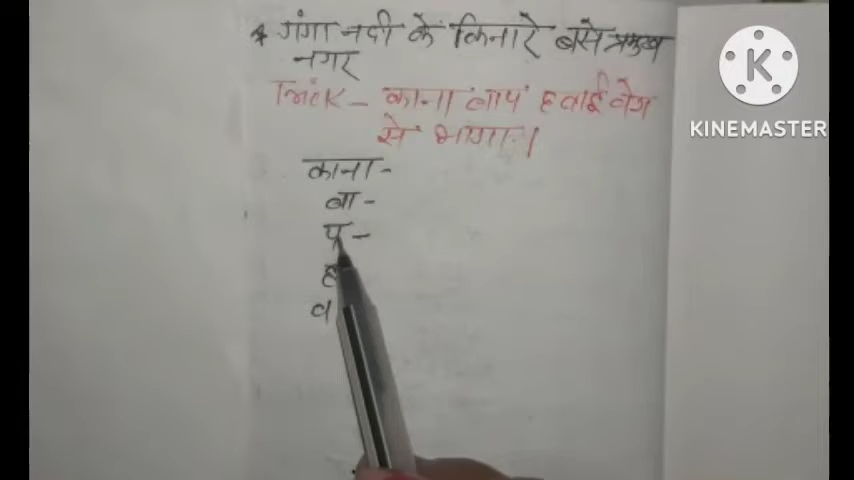 गंगा नदी के किनारे बसे प्रमुख
नगर
Trick - काना बाप हवाई वेग
से भागा।
काना -
बा -
प -
ह
व
K
KINEMASTER